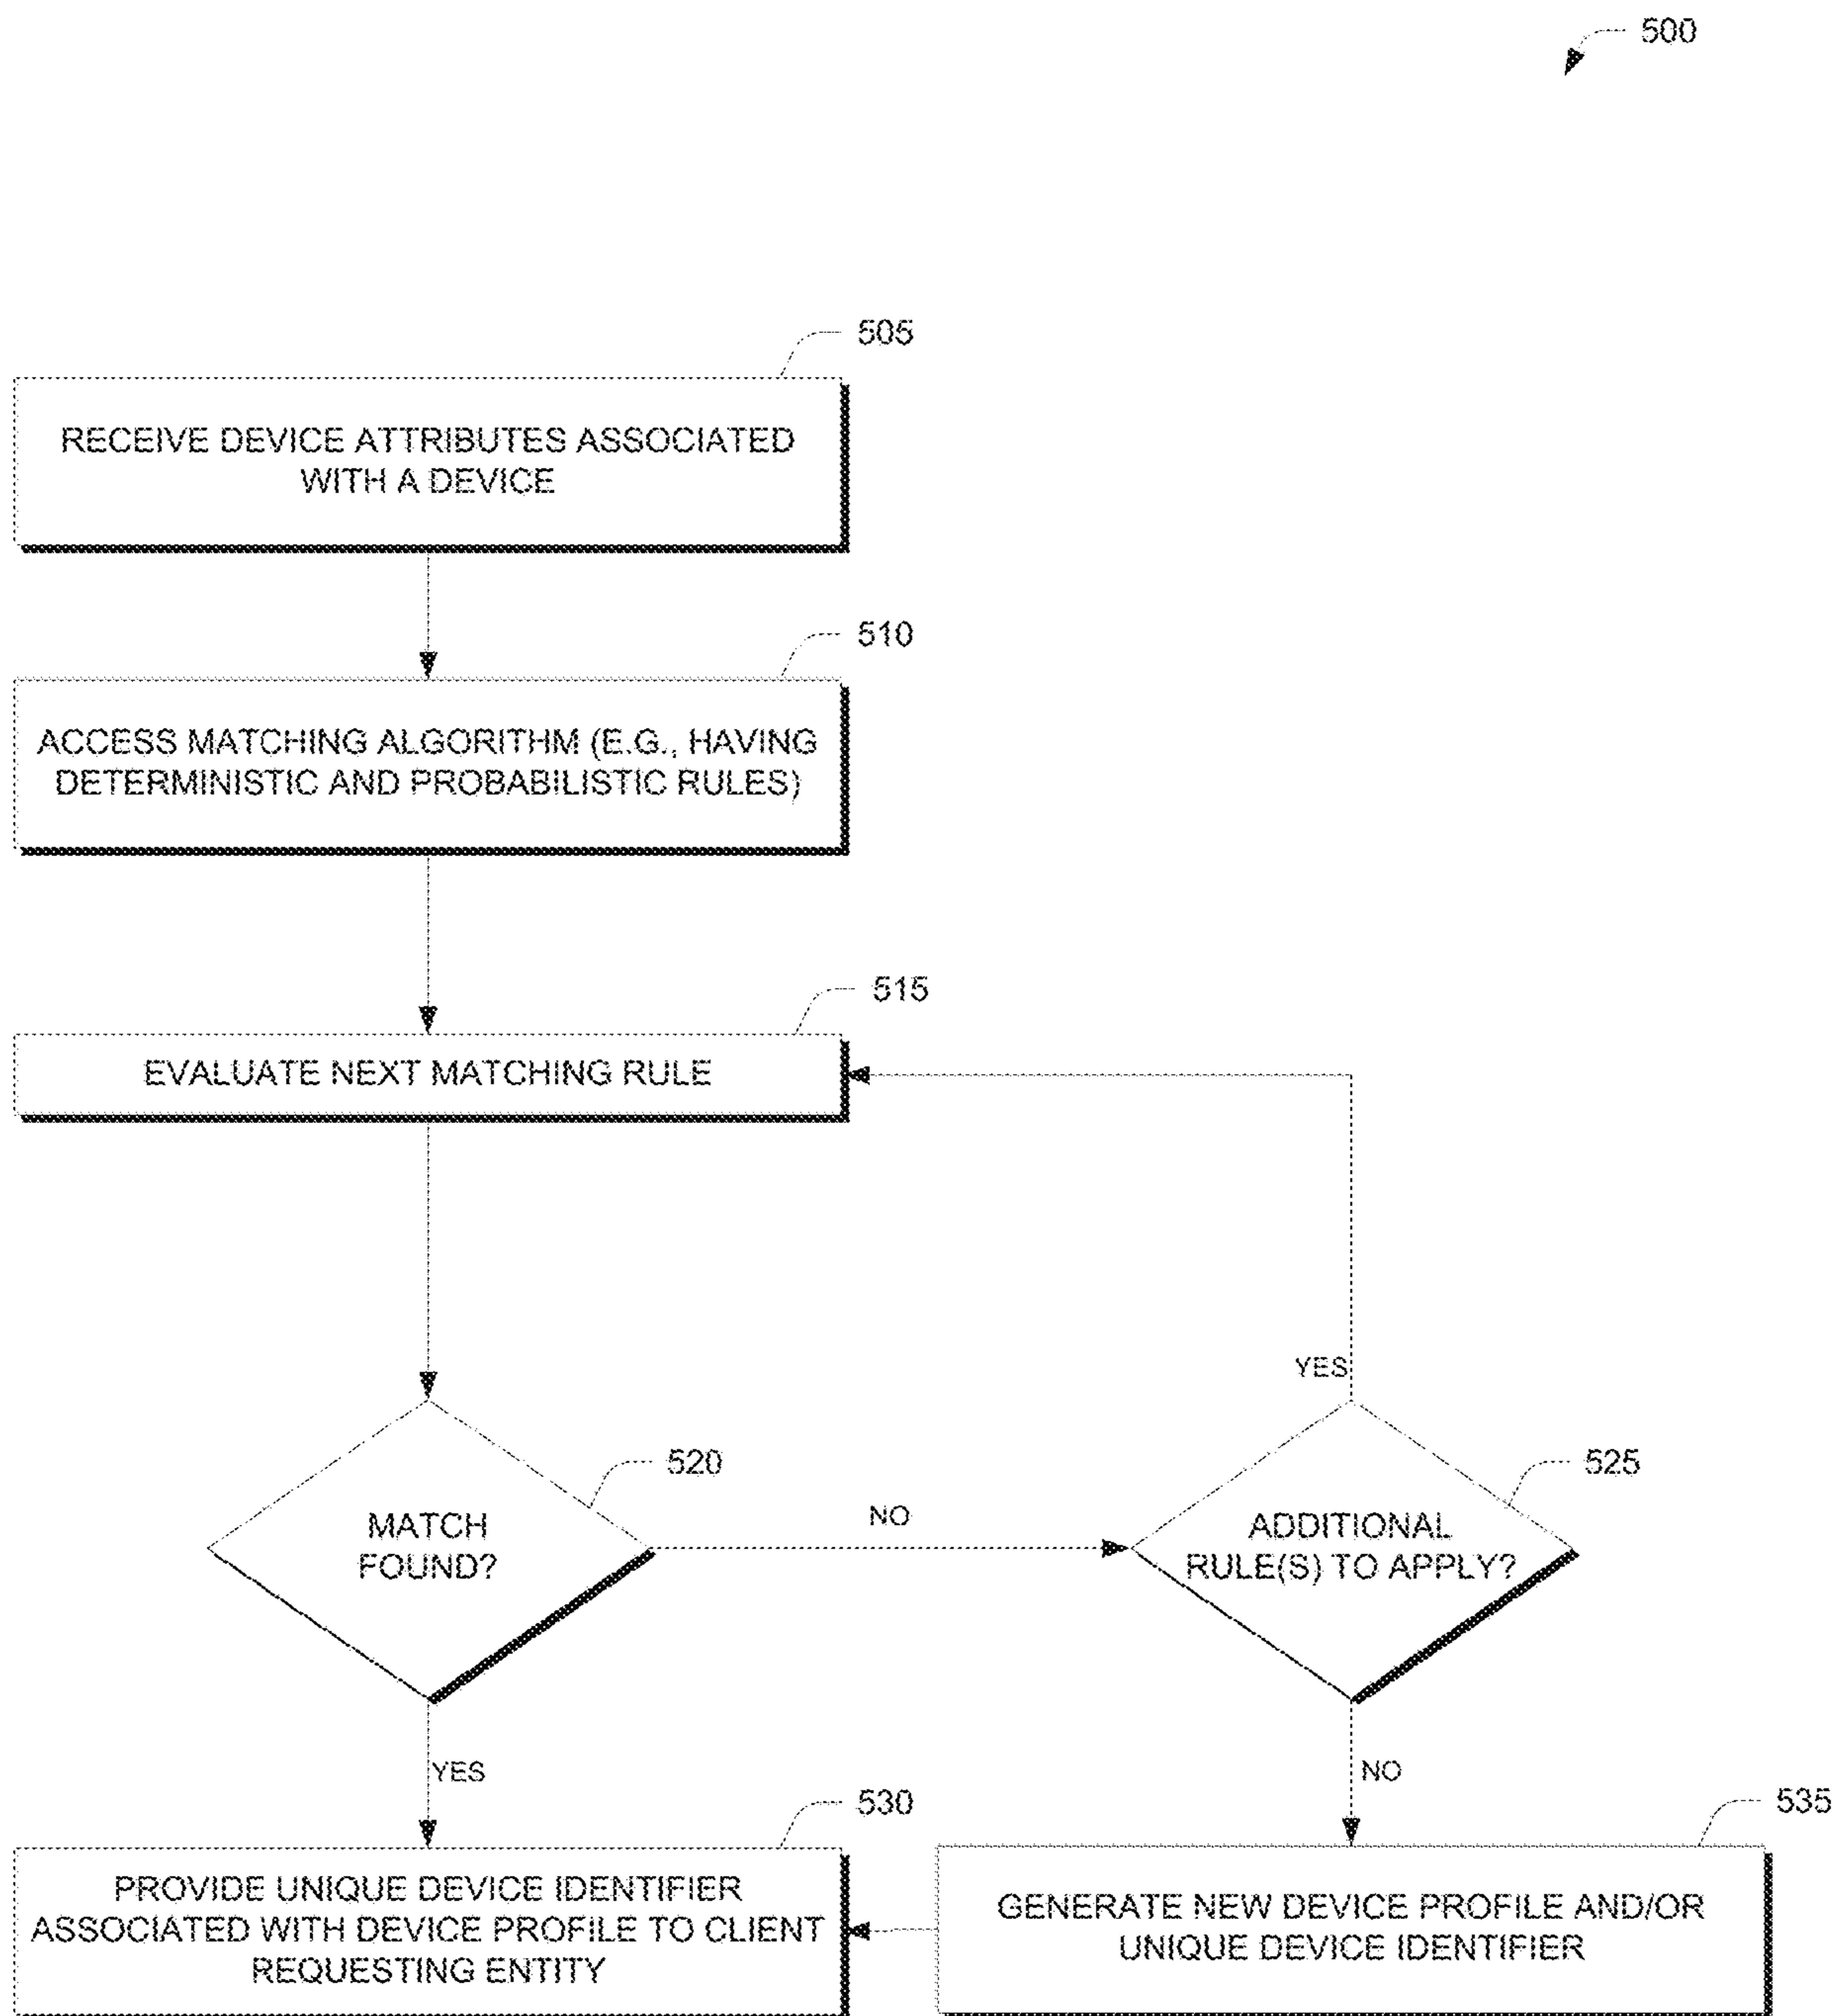 500
505
RECEIVE DEVICE ATTRIBUTES ASSOCIATED
WITH A DEVICE
510
ACCESS MATCHING ALGORITHM (E.G., HAVING
DETERMINISTIC AND PROBABILISTIC RULES)
515
EVALUATE NEXT MATCHING RULE
YES
520
525
MATCH
FOUND?
NO
ADDITIONAL
RULE(S) TO APPLY?
YES
NO
530
535
PROVIDE UNIQUE DEVICE IDENTIFIER
ASSOCIATED WITH DEVICE PROFILE TO CLIENT
REQUESTING ENTITY
GENERATE NEW DEVICE PROFILE AND/OR
UNIQUE DEVICE IDENTIFIER